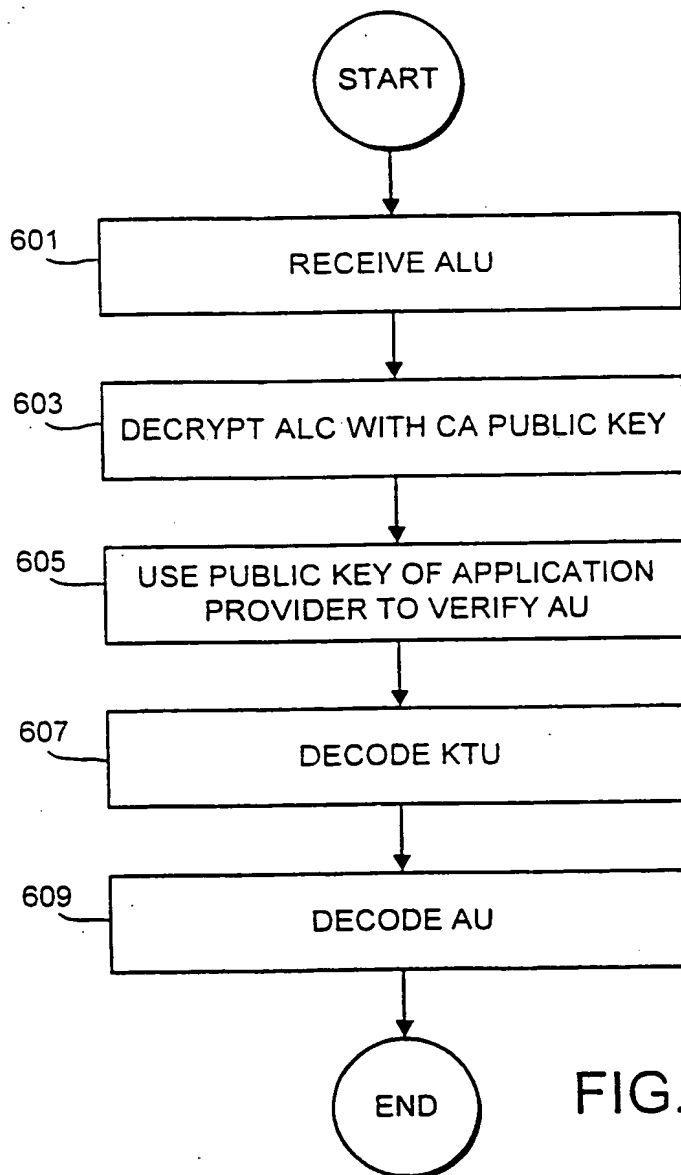 START
601
RECEIVE ALU
603
DECRYPT ALC WITH CA PUBLIC KEY
605
USE PUBLIC KEY OF APPLICATION
PROVIDER TO VERIFY AU
607
DECODE KTU
609
DECODE AU
END
FIG.